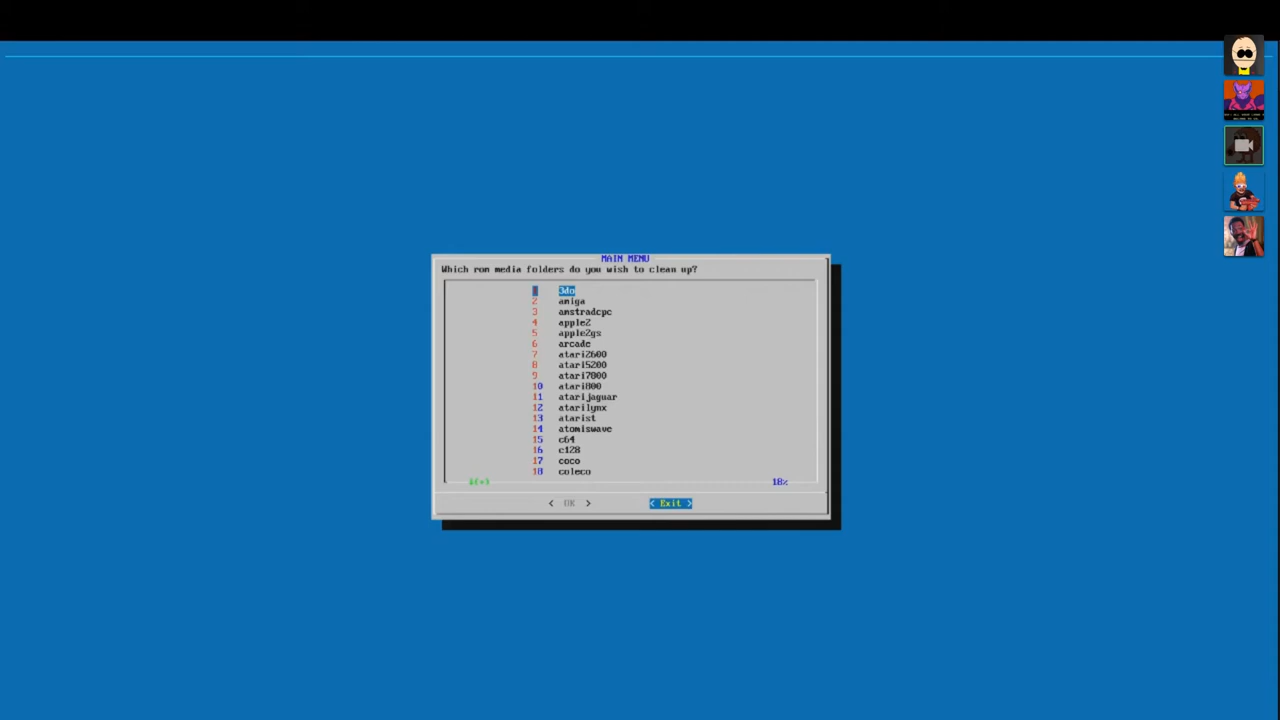 MAIN MENU
Which rom media folders do you wish to clean up?
1 3do
2 amiga
3 amstradcpc
4 apple2
5 apple2gs
6 arcade
7 atari2600
8 atari5200
9 atari7800
10 atari800
11 atarijaguar
12 atarilynx
13 atarist
14 atomiswave
15 c64
16 c128
17 coco
18 coleco
↓(+) 18%
< OK > < Exit >